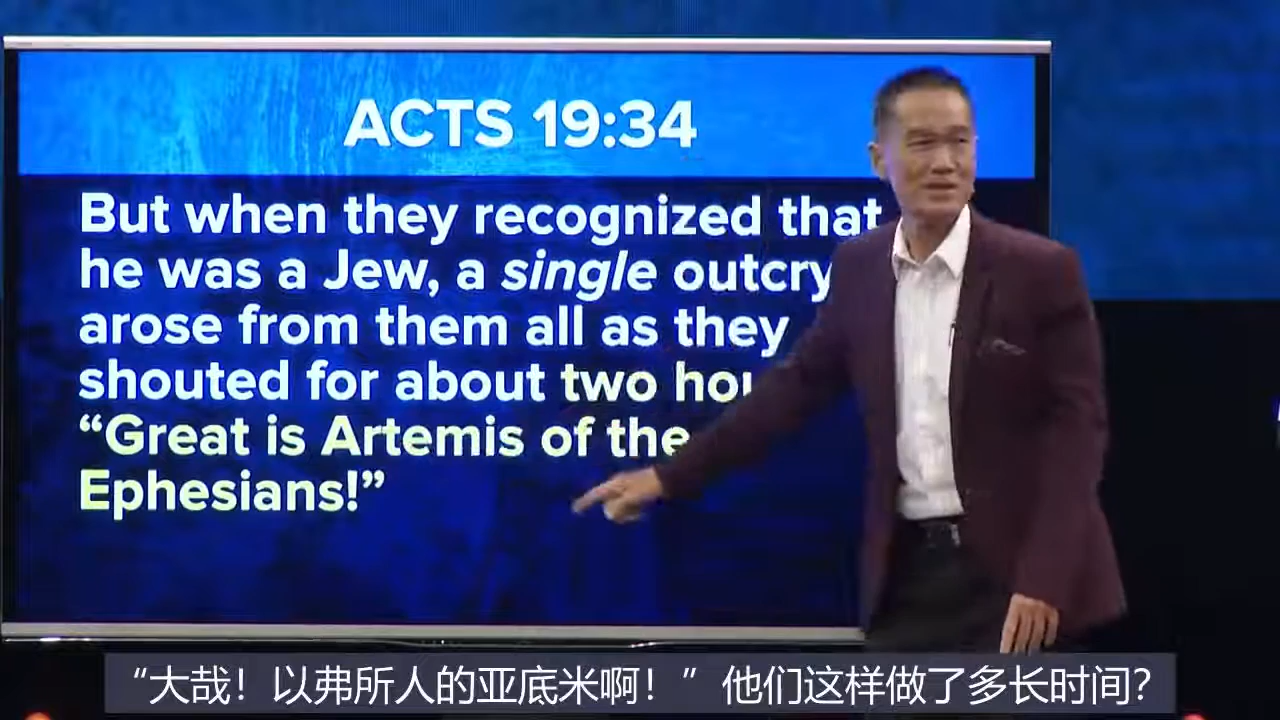 ACTS 19:34
But when they recognized that
he was a Jew, a single outcry
arose from them all as they
shouted for about two
“Great is Artemis of the
Ephesians!”
“大哉！以弗所人的亚底米啊！”他们这样做了多长时间？